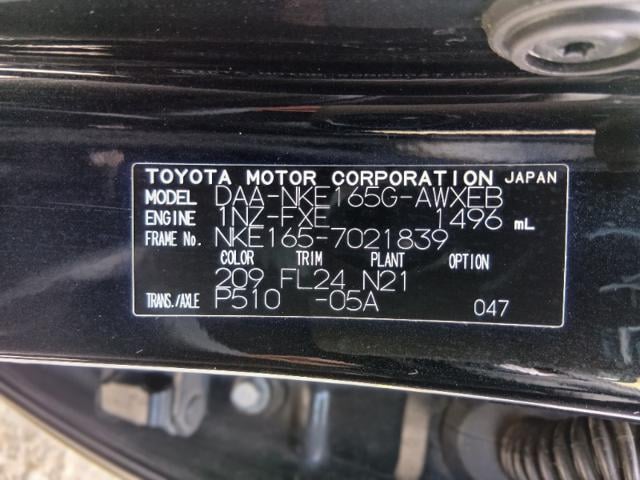 TOYOTA MOTOR CORPORATION JAPAN
MODEL DAA-NKE165G-AWXEB
ENGINE 1NZ-FXE 1496 mL
FRAME No. NKE165-7021839
COLOR TRIM PLANT OPTION
209 FL24 N21
TRANS./AXLE P510 -05A 047